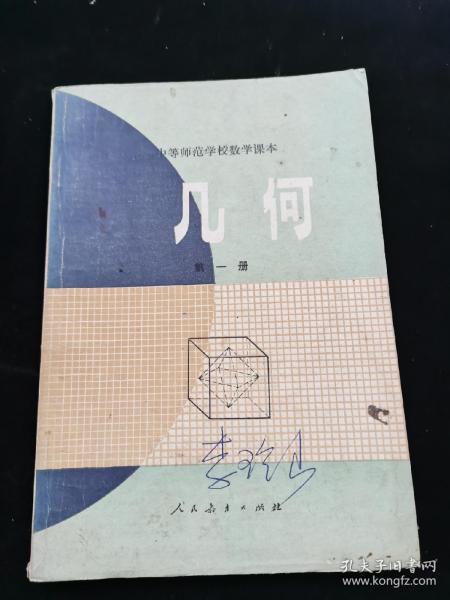 中等师范学校数学课本
几何
第一册
人民教育出版社
孔夫子旧书网
www.kongfz.com